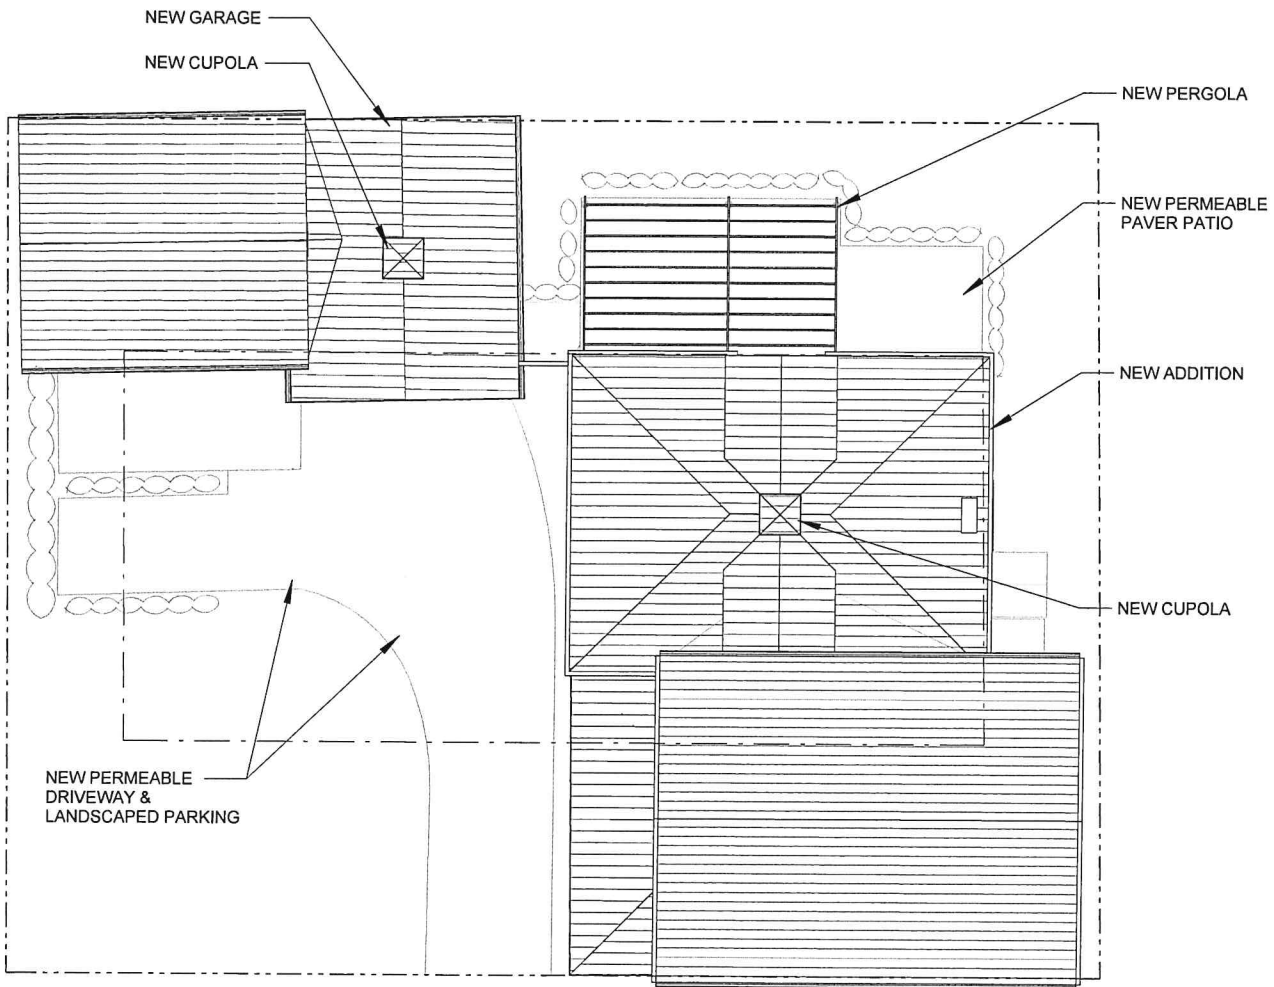 NEW GARAGE
NEW CUPOLA
NEW PERGOLA
NEW PERMEABLE
PAVER PATIO
NEW ADDITION
NEW CUPOLA
NEW PERMEABLE
DRIVEWAY &
LANDSCAPED PARKING